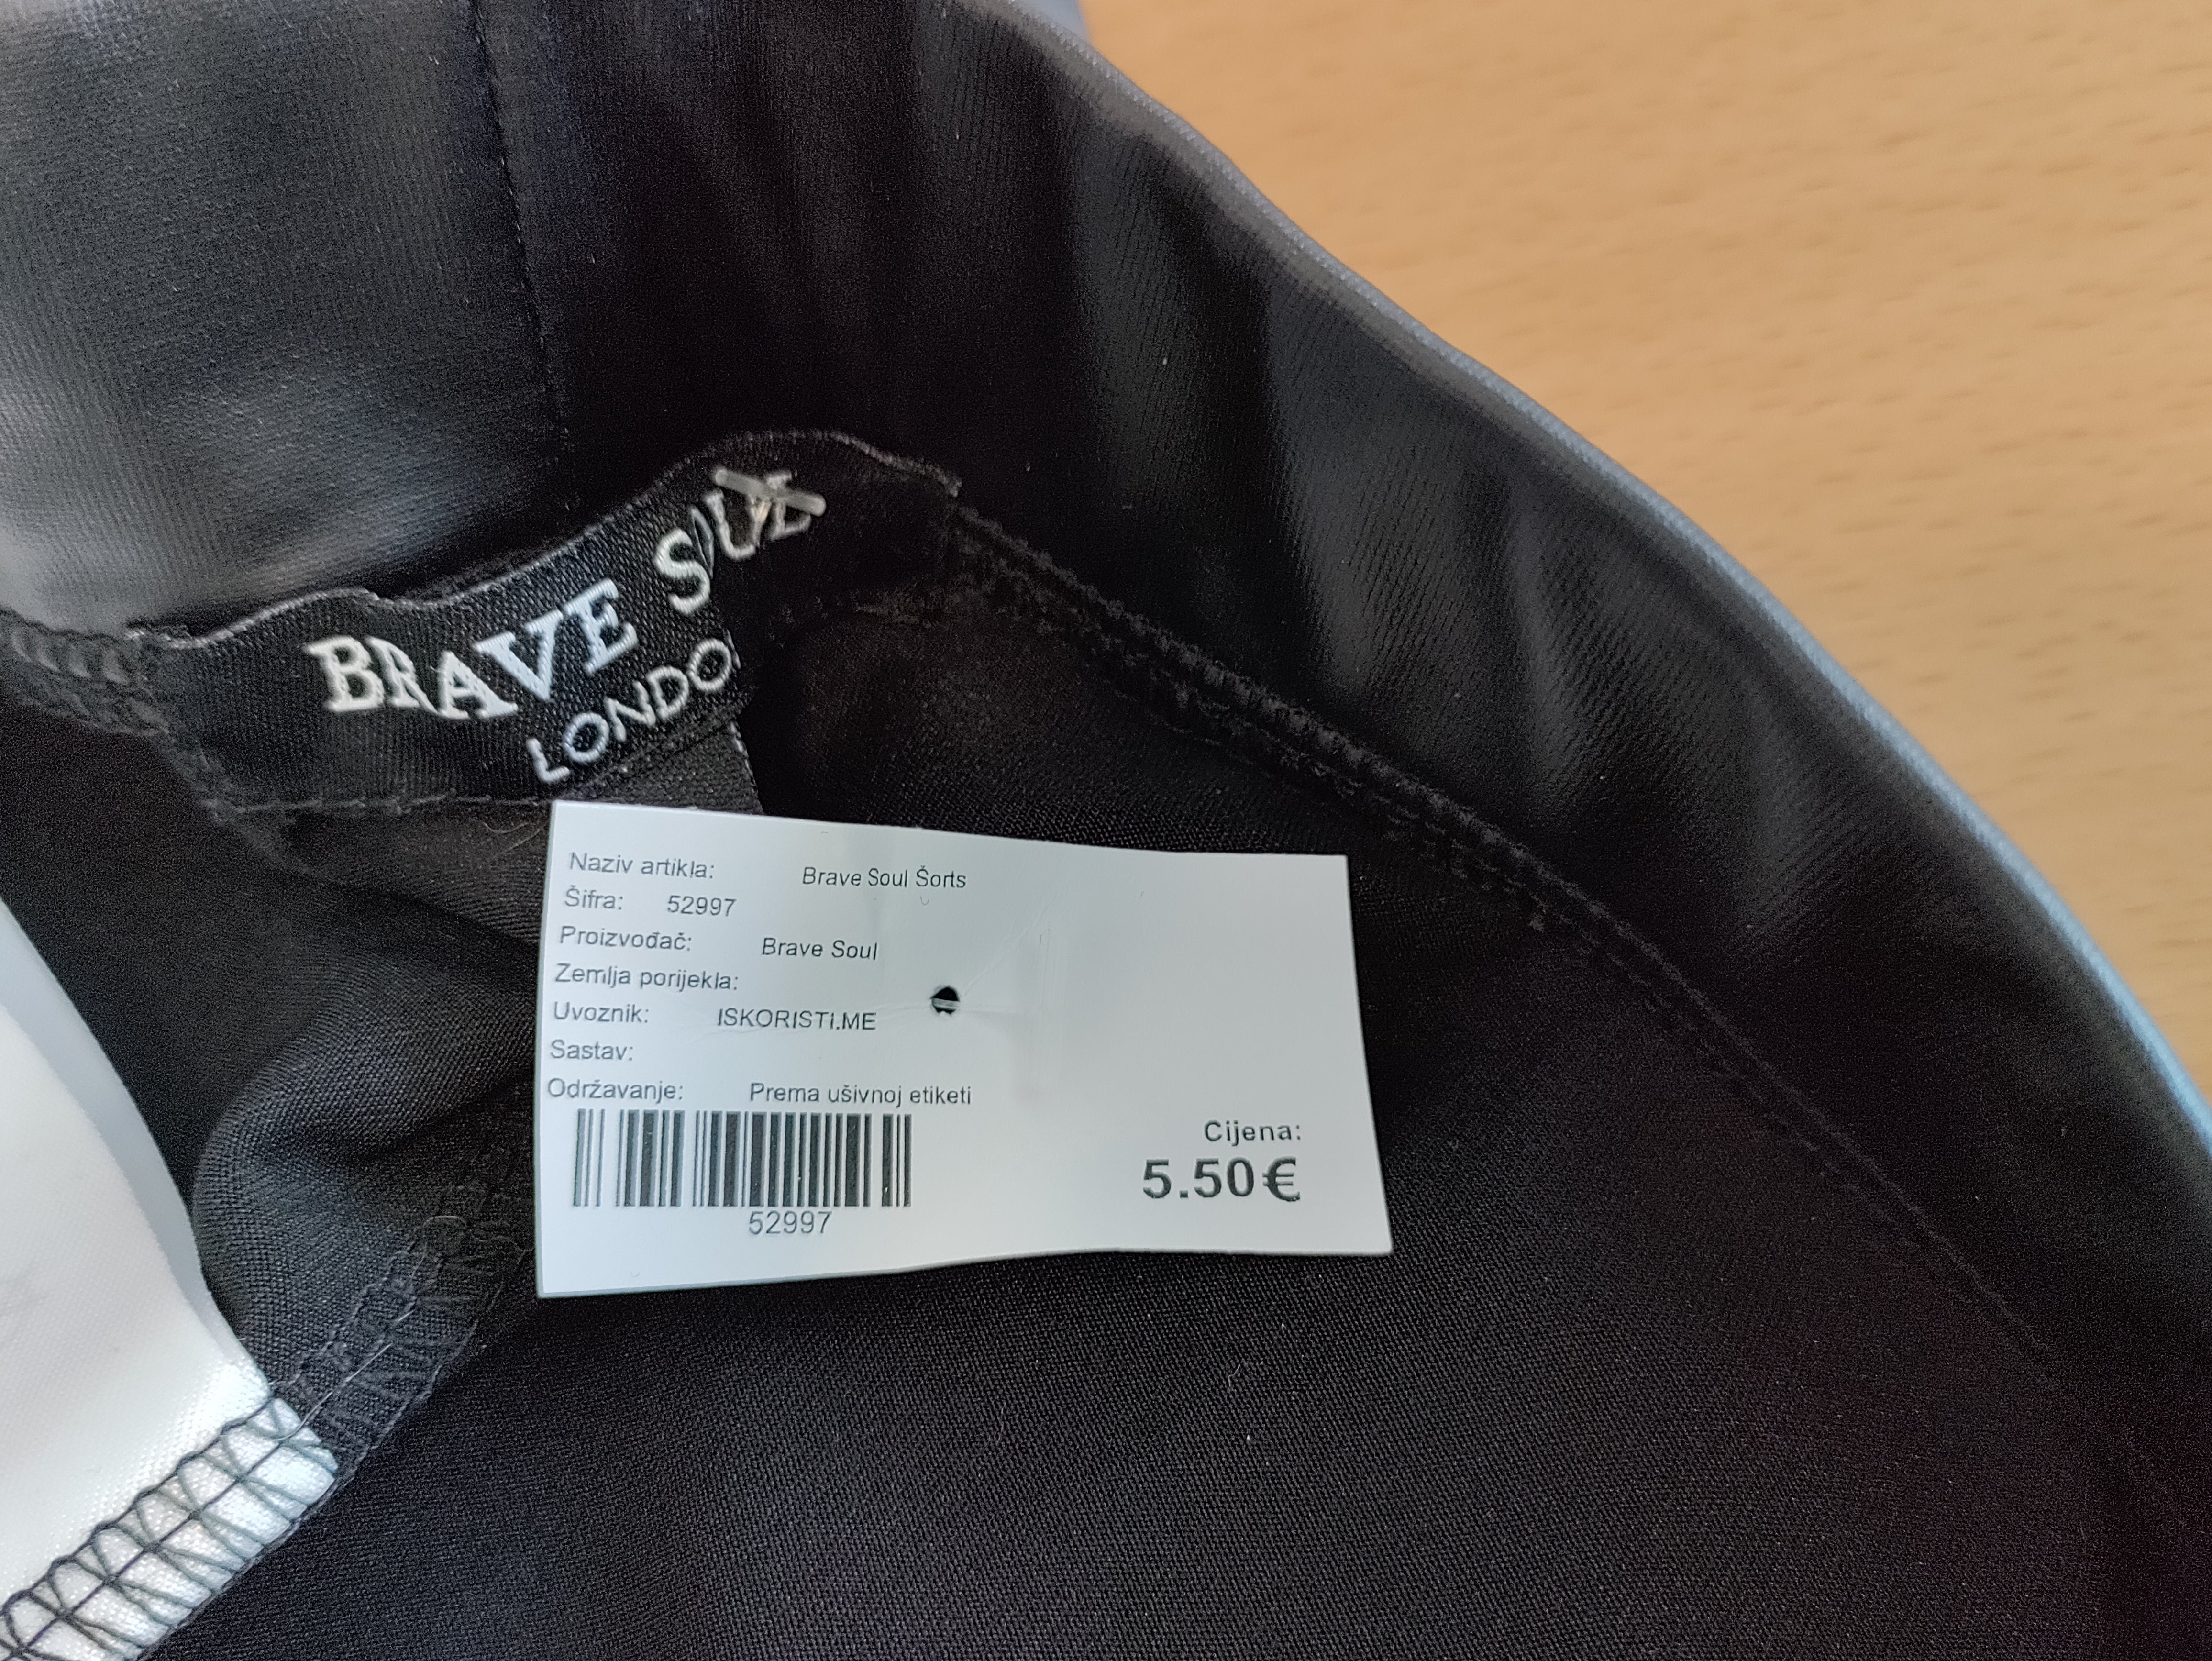 BRAVE SOUL
LONDO
Naziv artikla: Brave Soul Šorts
Šifra: 52997
Proizvođač: Brave Soul
Zemlja porijekla:
Uvoznik: ISKORISTI.ME
Sastav:
Održavanje: Prema ušivnoj etiketi
Cijena:
5.50€
52997